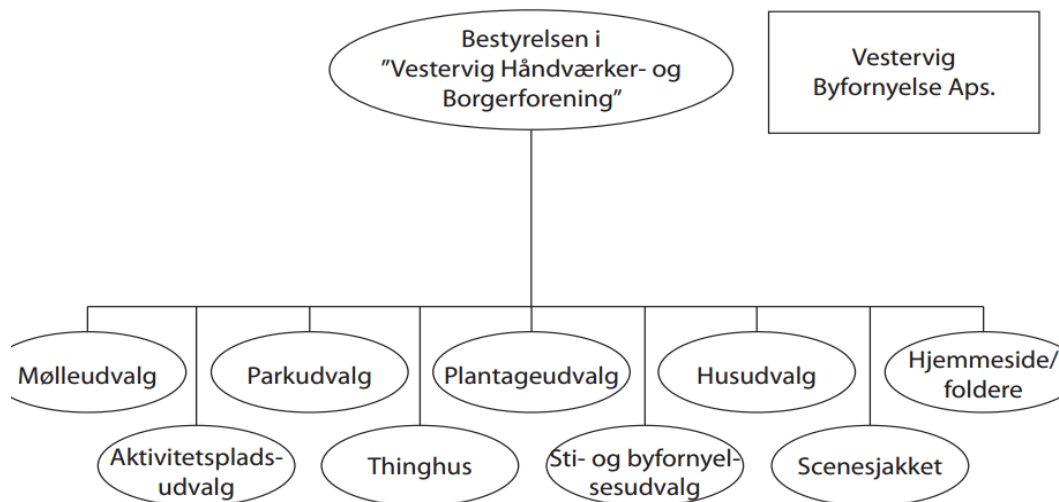 Bestyrelsen i
”Vestervig Håndværker- og
Borgerforening”
Vestervig
Byfornyelse Aps.
Mølleudvalg
Parkudvalg
Plantageudvalg
Husudvalg
Hjemmeside/
foldere
Aktivitetsplads-
udvalg
Thinghus
Sti- og byfornyel-
sesudvalg
Scenesjakket